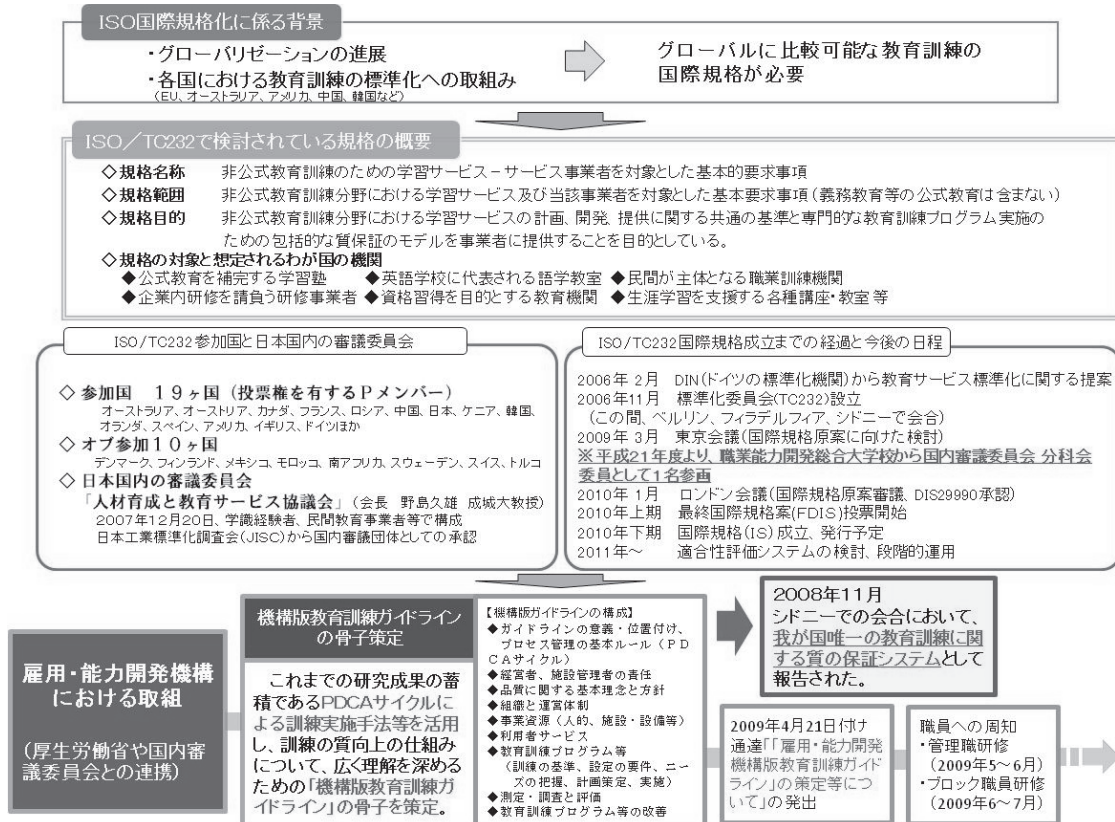 ISO国際規格化に係る背景
・グローバリゼーションの進展
・各国における教育訓練の標準化への取組み
（EU、オーストラリア、アメリカ、中国、韓国など）
グローバルに比較可能な教育訓練の
国際規格が必要
ISO／TC232で検討されている規格の概要
◇規格名称　非公式教育訓練のための学習サービス－サービス事業者を対象とした基本的要求事項
◇規格範囲　非公式教育訓練分野における学習サービス及び当該事業者を対象とした基本要求事項（義務教育等の公式教育は含まない）
◇規格目的　非公式教育訓練分野における学習サービスの計画、開発、提供に関する共通の基準と専門的な教育訓練プログラム実施の
ための包括的な質保証のモデルを事業者に提供することを目的としている。
◇規格の対象と想定されるわが国の機関
◆公式教育を補完する学習塾　◆英語学校に代表される語学教室　◆民間が主体となる職業訓練機関
◆企業内研修を請負う研修事業者　◆資格習得を目的とする教育機関　◆生涯学習を支援する各種講座・教室 等
ISO/TC232参加国と日本国内の審議委員会
◇ 参加国　１９ヶ国（投票権を有するＰメンバー）
オーストラリア、オーストリア、カナダ、フランス、ロシア、中国、日本、ケニア、韓国、
オランダ、スペイン、アメリカ、イギリス、ドイツほか
◇ オブ参加１０ヶ国
デンマーク、フィンランド、メキシコ、モロッコ、南アフリカ、スウェーデン、スイス、トルコ
◇ 日本国内の審議委員会
「人材育成と教育サービス協議会」（会長　野島久雄　成城大教授）
2007年12月20日、学識経験者、民間教育事業者等で構成
日本工業標準化調査会（JISC）から国内審議団体としての承認
ISO/TC232国際規格成立までの経過と今後の日程
2006年 2月　DIN（ドイツの標準化機関）から教育サービス標準化に関する提案
2006年11月　標準化委員会（TC232）設立
（この間、ベルリン、フィラデルフィア、シドニーで会合）
2009年 3月　東京会議（国際規格原案に向けた検討）
※平成21年度より、職業能力開発総合大学校から国内審議委員会 分科会
委員として１名参画
2010年 1月　ロンドン会議（国際規格原案審議、DIS29990承認）
2010年上期　最終国際規格案（FDIS）投票開始
2010年下期　国際規格（IS）成立、発行予定
2011年～　適合性評価システムの検討、段階的運用
雇用・能力開発機構
における取組
（厚生労働省や国内審
議委員会との連携）
機構版教育訓練ガイドライン
の骨子策定
これまでの研究成果の蓄
積であるPDCAサイクルに
よる訓練実施手法等を活用
し、訓練の質向上の仕組み
について、広く理解を深める
ための「機構版教育訓練ガ
イドライン」の骨子を策定。
【機構版ガイドラインの構成】
◆ガイドラインの意義・位置付け、
プロセス管理の基本ルール（ＰＤ
ＣＡサイクル）
◆経営者、施設管理者の責任
◆品質に関する基本理念と方針
◆組織と運営体制
◆事業資源（人的、施設・設備等）
◆利用者サービス
◆教育訓練プログラム等
（訓練の基準、設定の要件、ニー
ズの把握、計画策定、実施）
◆測定・調査と評価
◆教育訓練プログラム等の改善
2008年11月
シドニーでの会合において、
我が国唯一の教育訓練に関
する質の保証システムとして
報告された。
2009年4月21日付け
通達「「雇用・能力開発
機構版教育訓練ガイド
ライン」の策定等につ
いて」の発出
職員への周知
・管理職研修
（2009年5～6月）
・ブロック職員研修
（2009年6～7月）